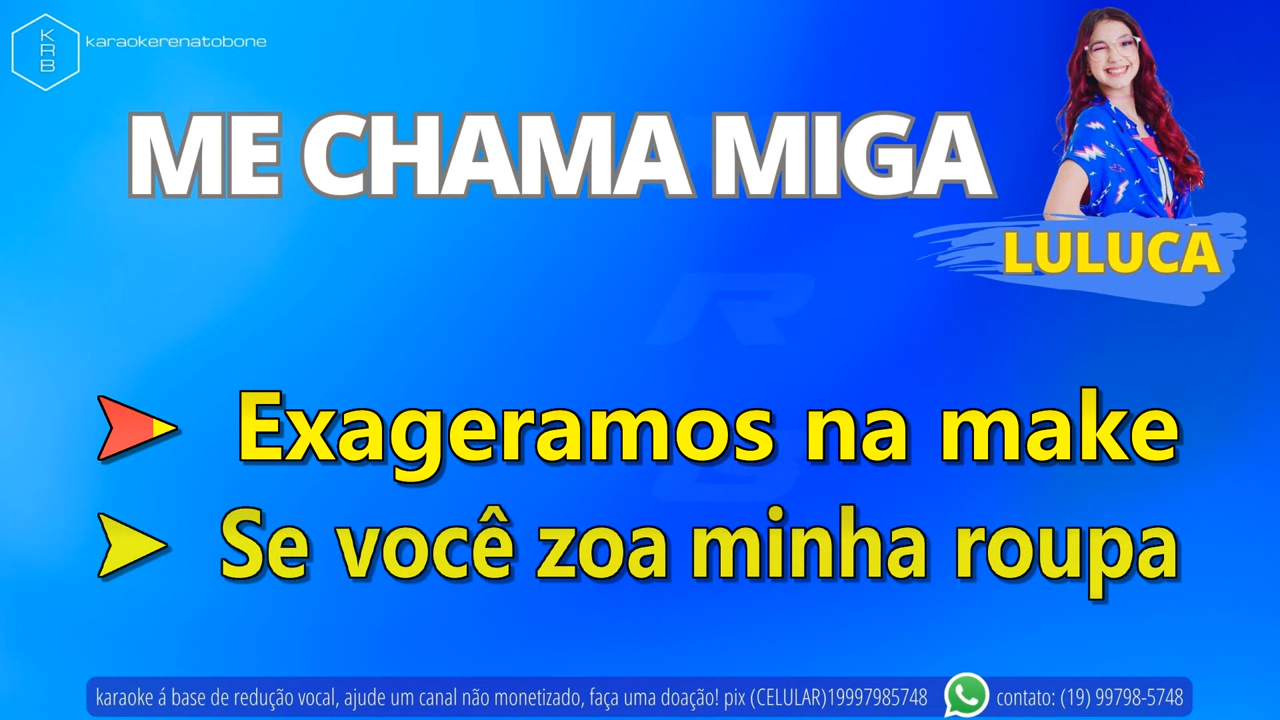 KRB
karaokerenatobone
ME CHAMA MIGA
LULUCA
Exageramos na make
Se você zoa minha roupa
karaoke á base de redução vocal, ajude um canal não monetizado, faça uma doação! pix (CELULAR)19997985748 contato: (19) 99798-5748